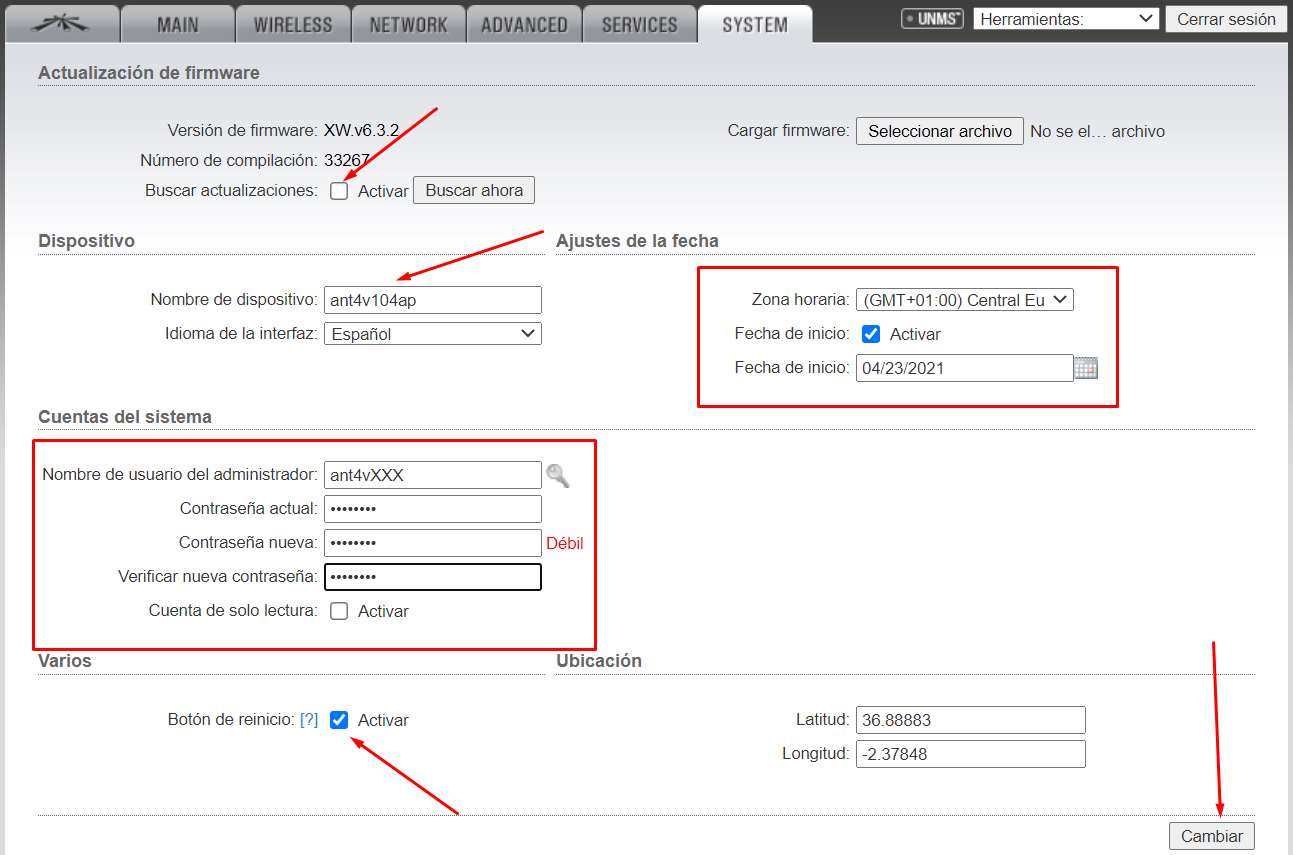 MAIN WIRELESS NETWORK ADVANCED SERVICES SYSTEM UNMS™ Herramientas: Cerrar sesión
Actualización de firmware
Versión de firmware: XW.v6.3.2 Cargar firmware: Seleccionar archivo No se el… archivo
Número de compilación: 33267
Buscar actualizaciones: Activar Buscar ahora
Dispositivo Ajustes de la fecha
Nombre de dispositivo: ant4v104ap Zona horaria: (GMT+01:00) Central Eu
Idioma de la interfaz: Español Fecha de inicio: Activar
Fecha de inicio: 04/23/2021
Cuentas del sistema
Nombre de usuario del administrador: ant4vXXX
Contraseña actual: ••••••••
Contraseña nueva: •••••••• Débil
Verificar nueva contraseña: ••••••••
Cuenta de solo lectura: Activar
Varios Ubicación
Botón de reinicio: [?] Activar Latitud: 36.88883
Longitud: -2.37848
Cambiar